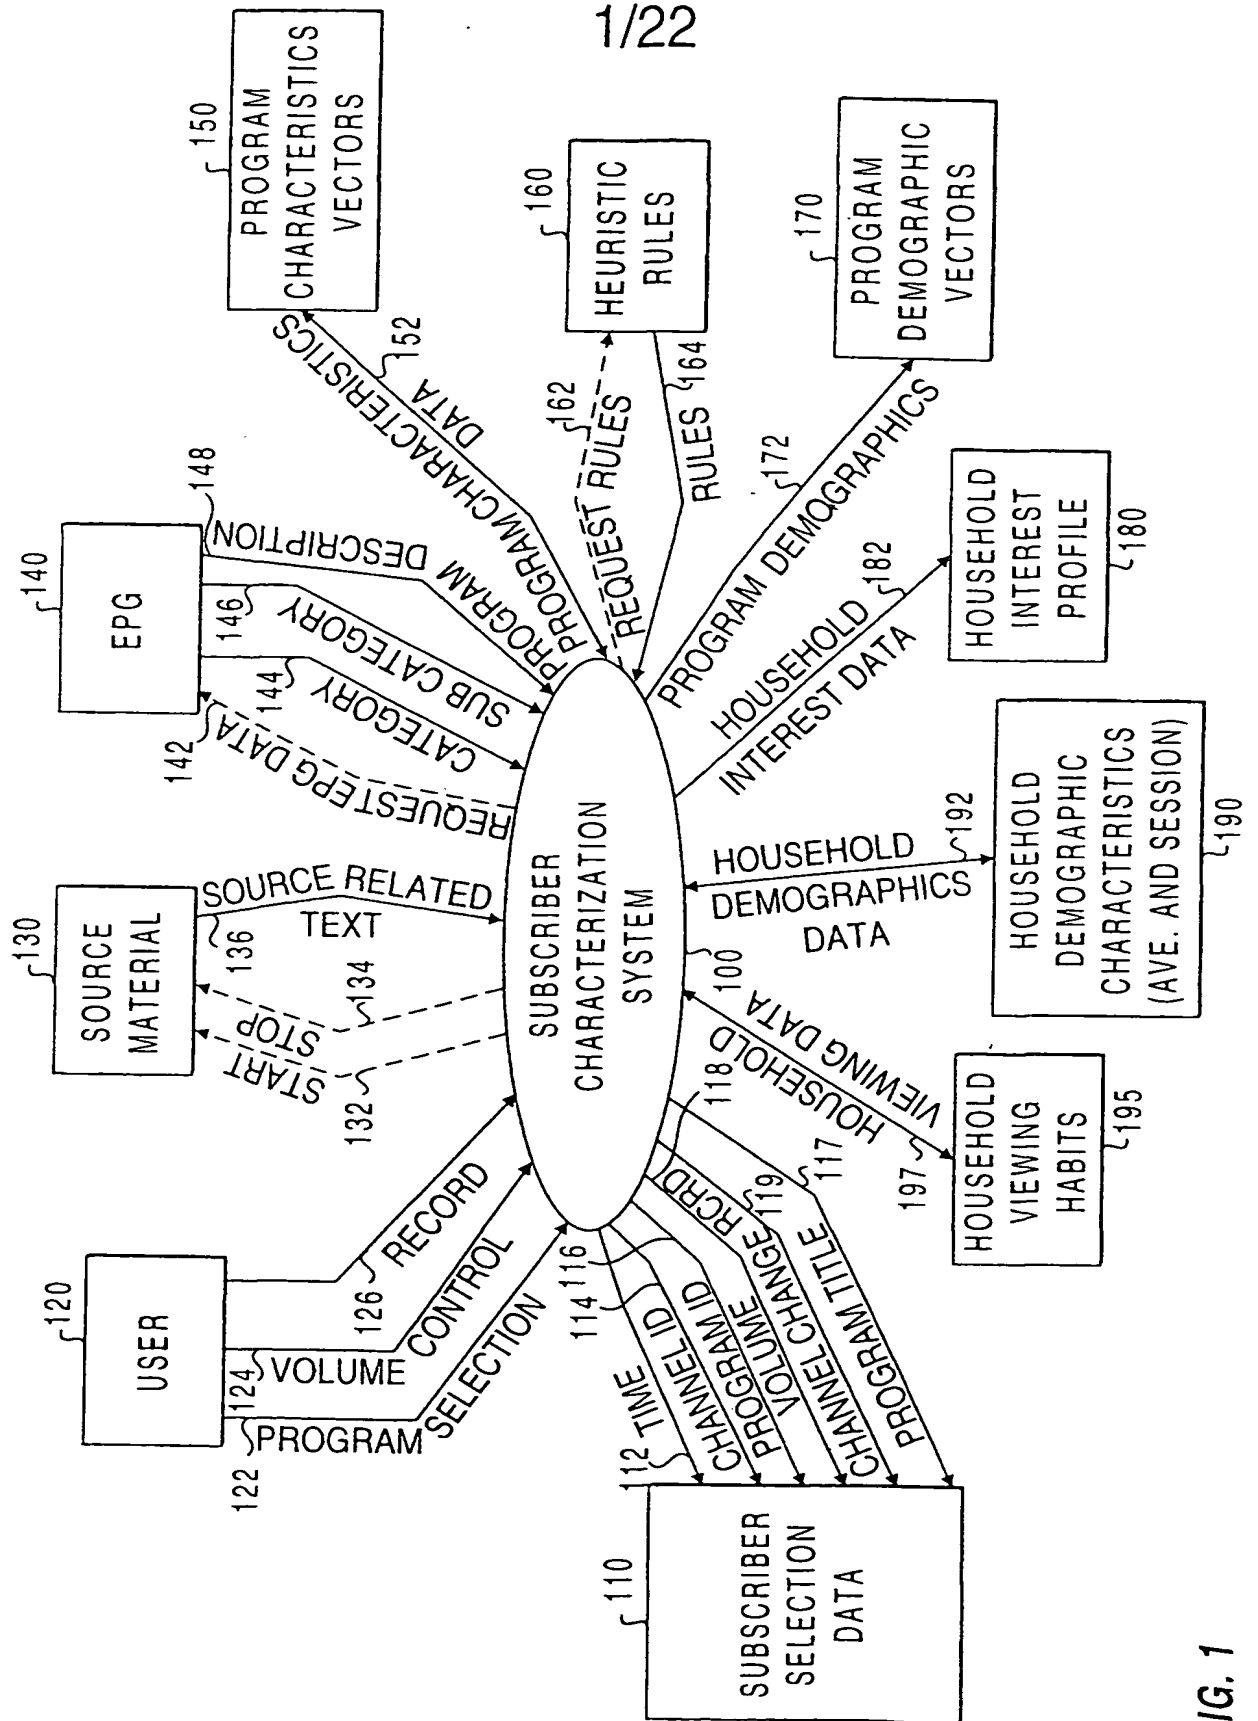 1/22
120
USER
122
PROGRAM
SELECTION
124
VOLUME
CONTROL
126
RECORD
130
SOURCE
MATERIAL
START
132
STOP
134
136
SOURCE RELATED
TEXT
140
EPG
142
REQUEST EPG DATA
144
CATEGORY
146
SUB CATEGORY
148
PROGRAM DESCRIPTION
150
PROGRAM
CHARACTERISTICS
VECTORS
PROGRAM CHARACTERISTICS
DATA
152
160
HEURISTIC
RULES
162
REQUEST RULES
RULES
164
170
PROGRAM
DEMOGRAPHIC
VECTORS
172
PROGRAM DEMOGRAPHICS
SUBSCRIBER
CHARACTERIZATION
SYSTEM
100
110
SUBSCRIBER
SELECTION
DATA
112
TIME
114
CHANNEL ID
116
PROGRAM ID
118
VOLUME
RCRD
119
CHANNEL CHANGE
117
PROGRAM TITLE
HOUSEHOLD
VIEWING DATA
197
HOUSEHOLD
VIEWING
HABITS
195
HOUSEHOLD
DEMOGRAPHICS
DATA
192
HOUSEHOLD
DEMOGRAPHIC
CHARACTERISTICS
(AVE. AND SESSION)
190
HOUSEHOLD
INTEREST DATA
182
HOUSEHOLD
INTEREST
PROFILE
180
IG. 1